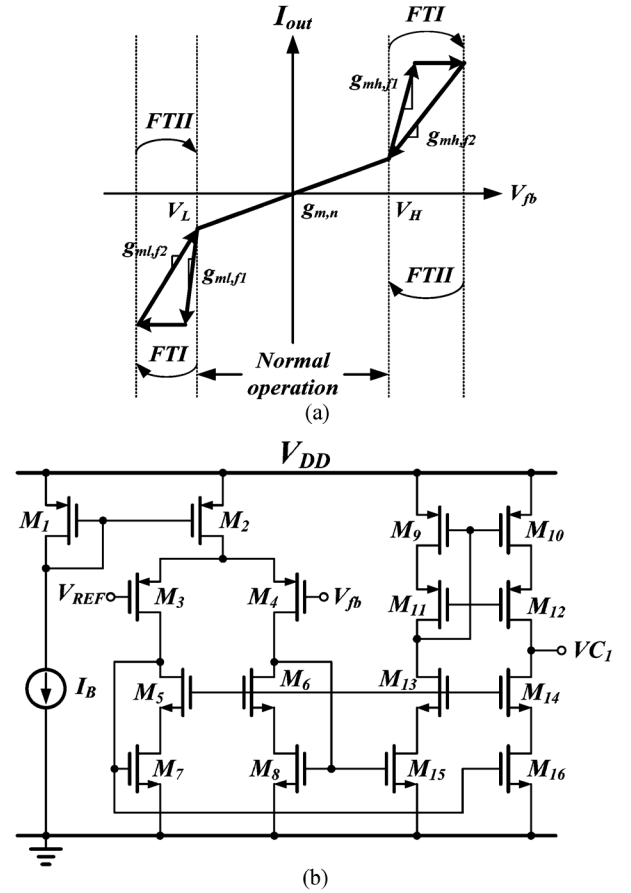 I_out
FTI
g_mh,f1
FTII
g_mh,f2
V_L
g_m,n
V_H
V_fb
g_ml,f2
g_ml,f1
FTII
FTI
Normal
operation
(a)
V_DD
M_1
M_2
M_9
M_10
V_REF
M_3
M_4
V_fb
M_11
M_12
VC_1
I_B
M_5
M_6
M_13
M_14
M_7
M_8
M_15
M_16
(b)